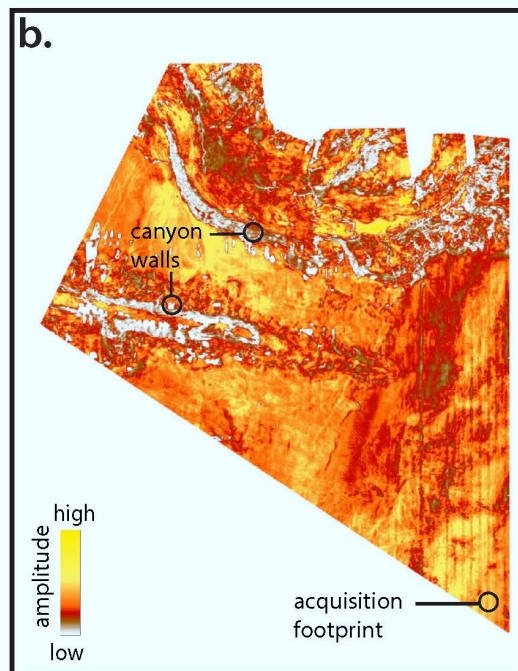 b.
canyon
walls
high
amplitude
low
acquisition
footprint